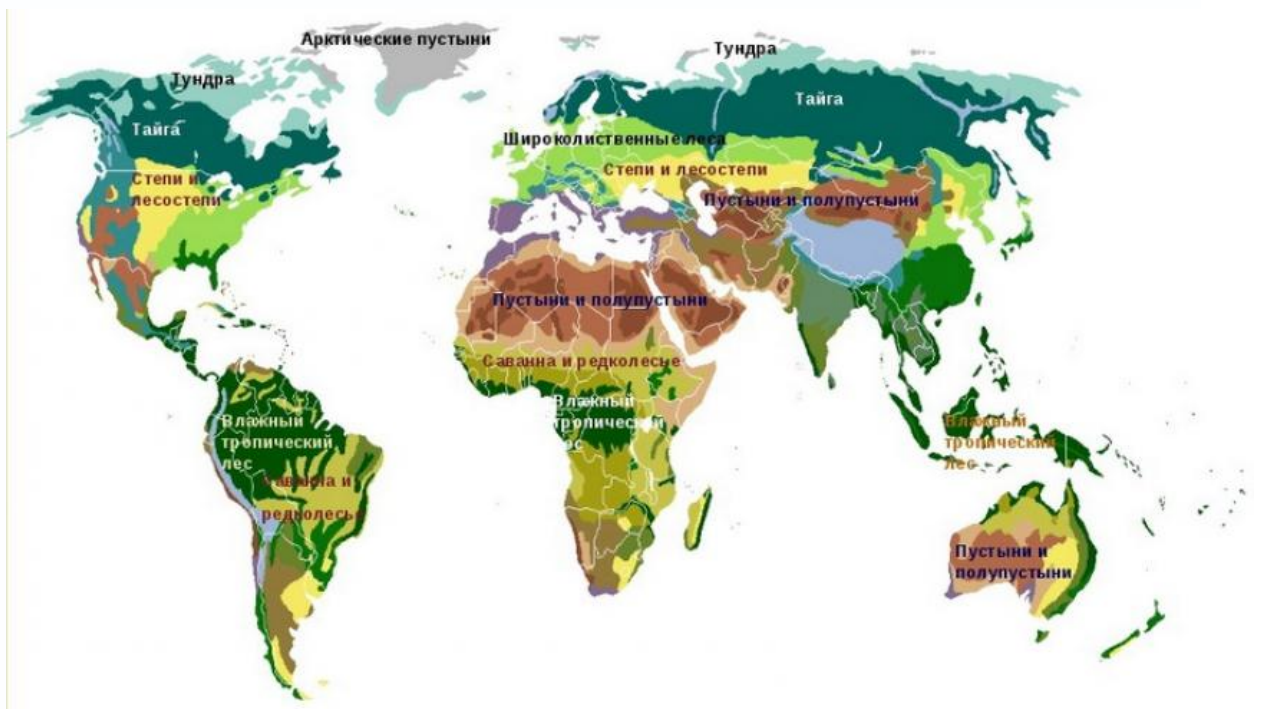 Арктические пустыни
Тундра
Тундра
Тайга
Тайга
Широколиственные леса
Степи и лесостепи
Степи и
лесостепи
Пустыни и полупустыни
Пустыни и полупустыни
Саванна и редколесье
Влажный
тропический
лес
Влажный
тропический
лес
Влажный
тропический
лес
Саванна и
редколесье
Пустыни и
полупустыни